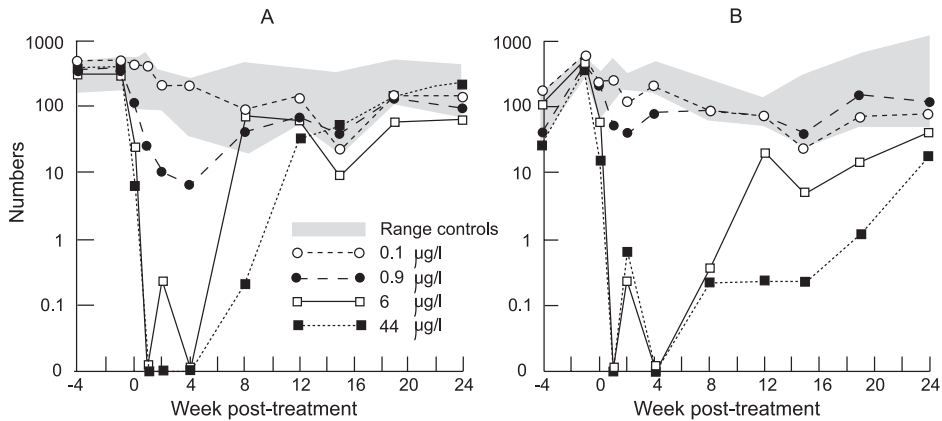 A
B
1000
100
10
1
0.1
0
Numbers
-4
0
4
8
12
16
20
24
Week post-treatment
Range controls
0.1 µg/l
0.9 µg/l
6 µg/l
44 µg/l
1000
100
10
1
0.1
0
-4
0
4
8
12
16
20
24
Week post-treatment